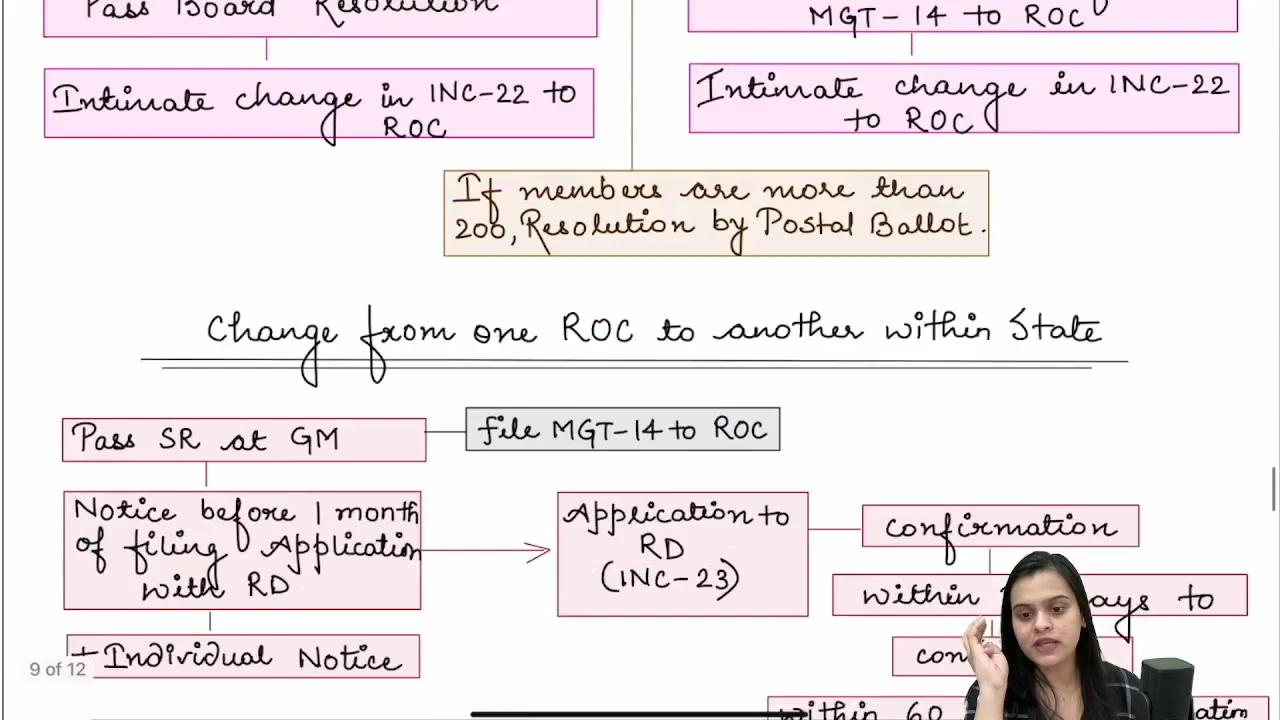 Pass Board Resolution
MGT-14 to ROC
Intimate change in INC-22 to
ROC
Intimate change in INC-22
to ROC
If members are more than
200, Resolution by Postal Ballot.
Change from one ROC to another within State
Pass SR at GM
file MGT-14 to ROC
Notice before 1 month
of filing Application
with RD
Application to
RD
(INC-23)
confirmation
within
days to
+ Individual Notice
9 of 12
within 60